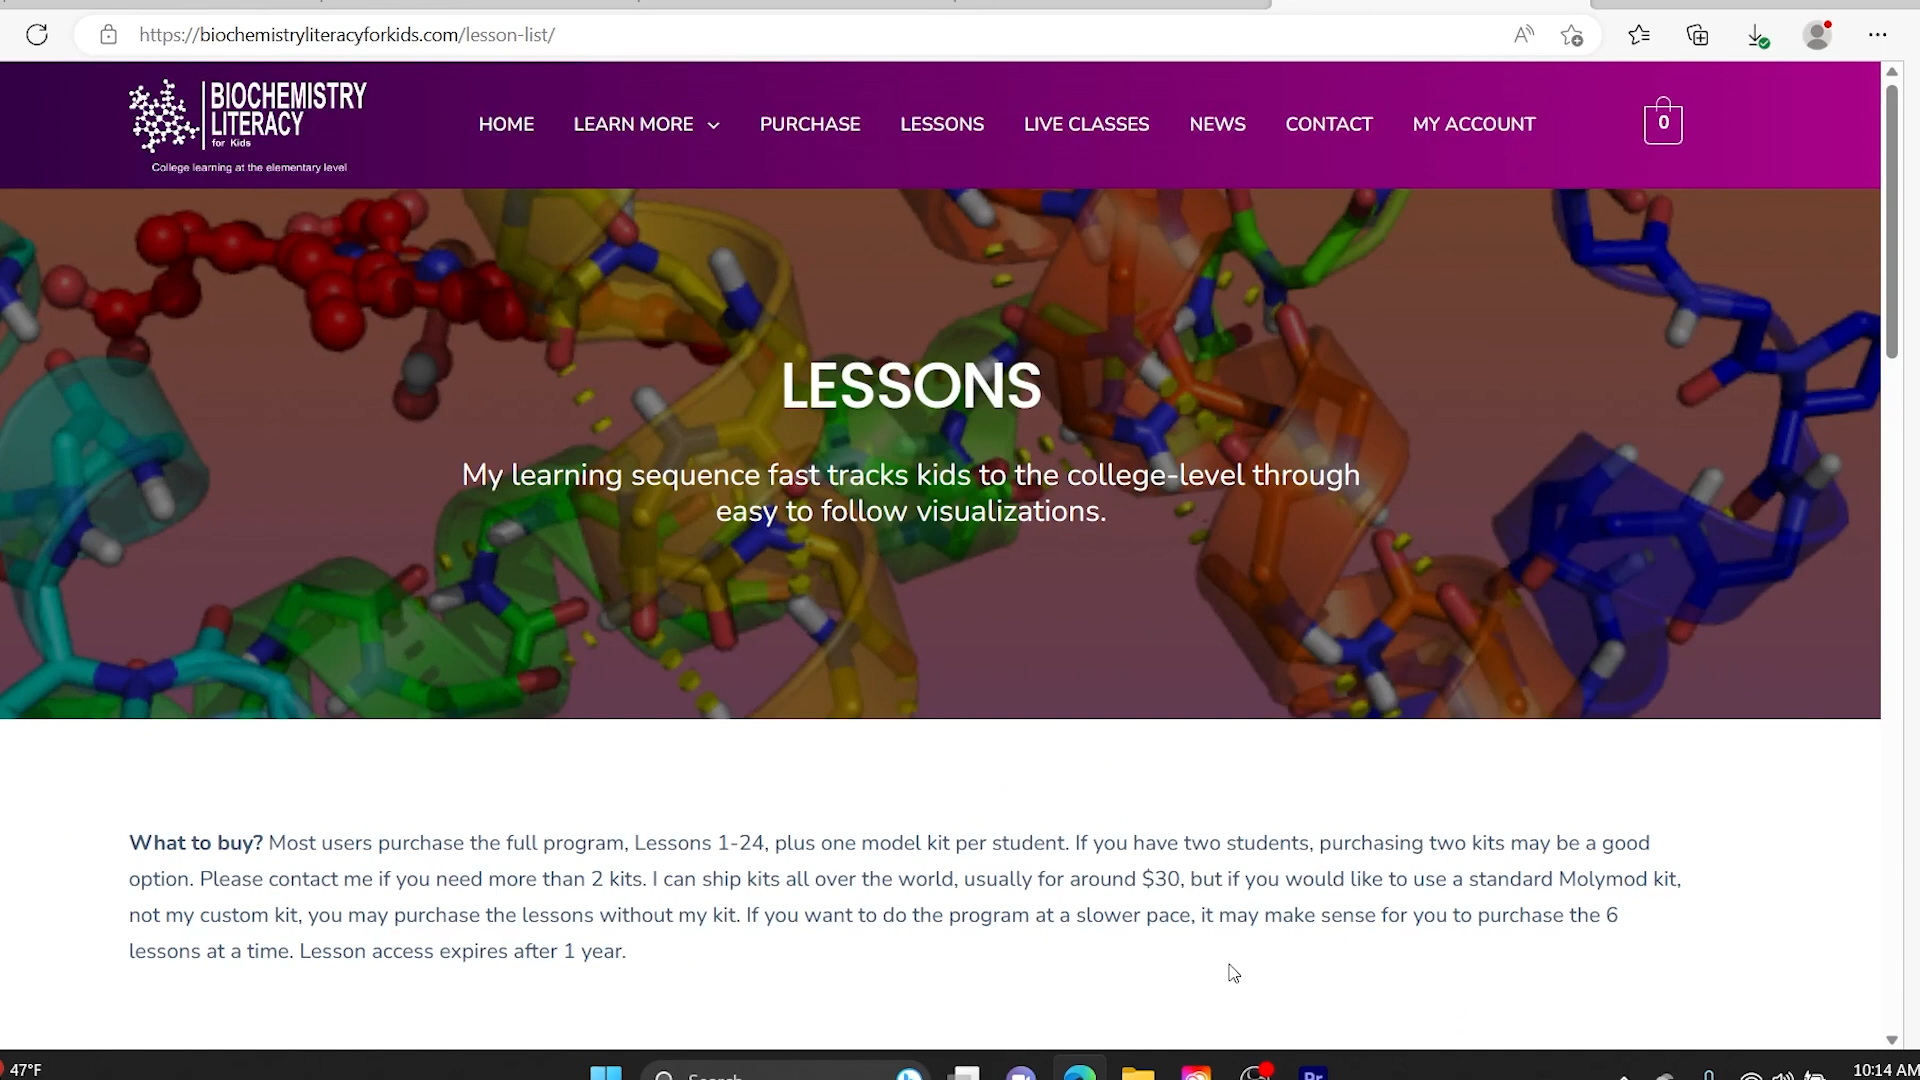 https://biochemistryliteracyforkids.com/lesson-list/
BIOCHEMISTRY
LITERACY
for Kids
College learning at the elementary level
HOME
LEARN MORE
PURCHASE
LESSONS
LIVE CLASSES
NEWS
CONTACT
MY ACCOUNT
0
LESSONS
My learning sequence fast tracks kids to the college-level through
easy to follow visualizations.
What to buy? Most users purchase the full program, Lessons 1-24, plus one model kit per student. If you have two students, purchasing two kits may be a good
option. Please contact me if you need more than 2 kits. I can ship kits all over the world, usually for around $30, but if you would like to use a standard Molymod kit,
not my custom kit, you may purchase the lessons without my kit. If you want to do the program at a slower pace, it may make sense for you to purchase the 6
lessons at a time. Lesson access expires after 1 year.
47°F
Search
Pr
10:14 AM